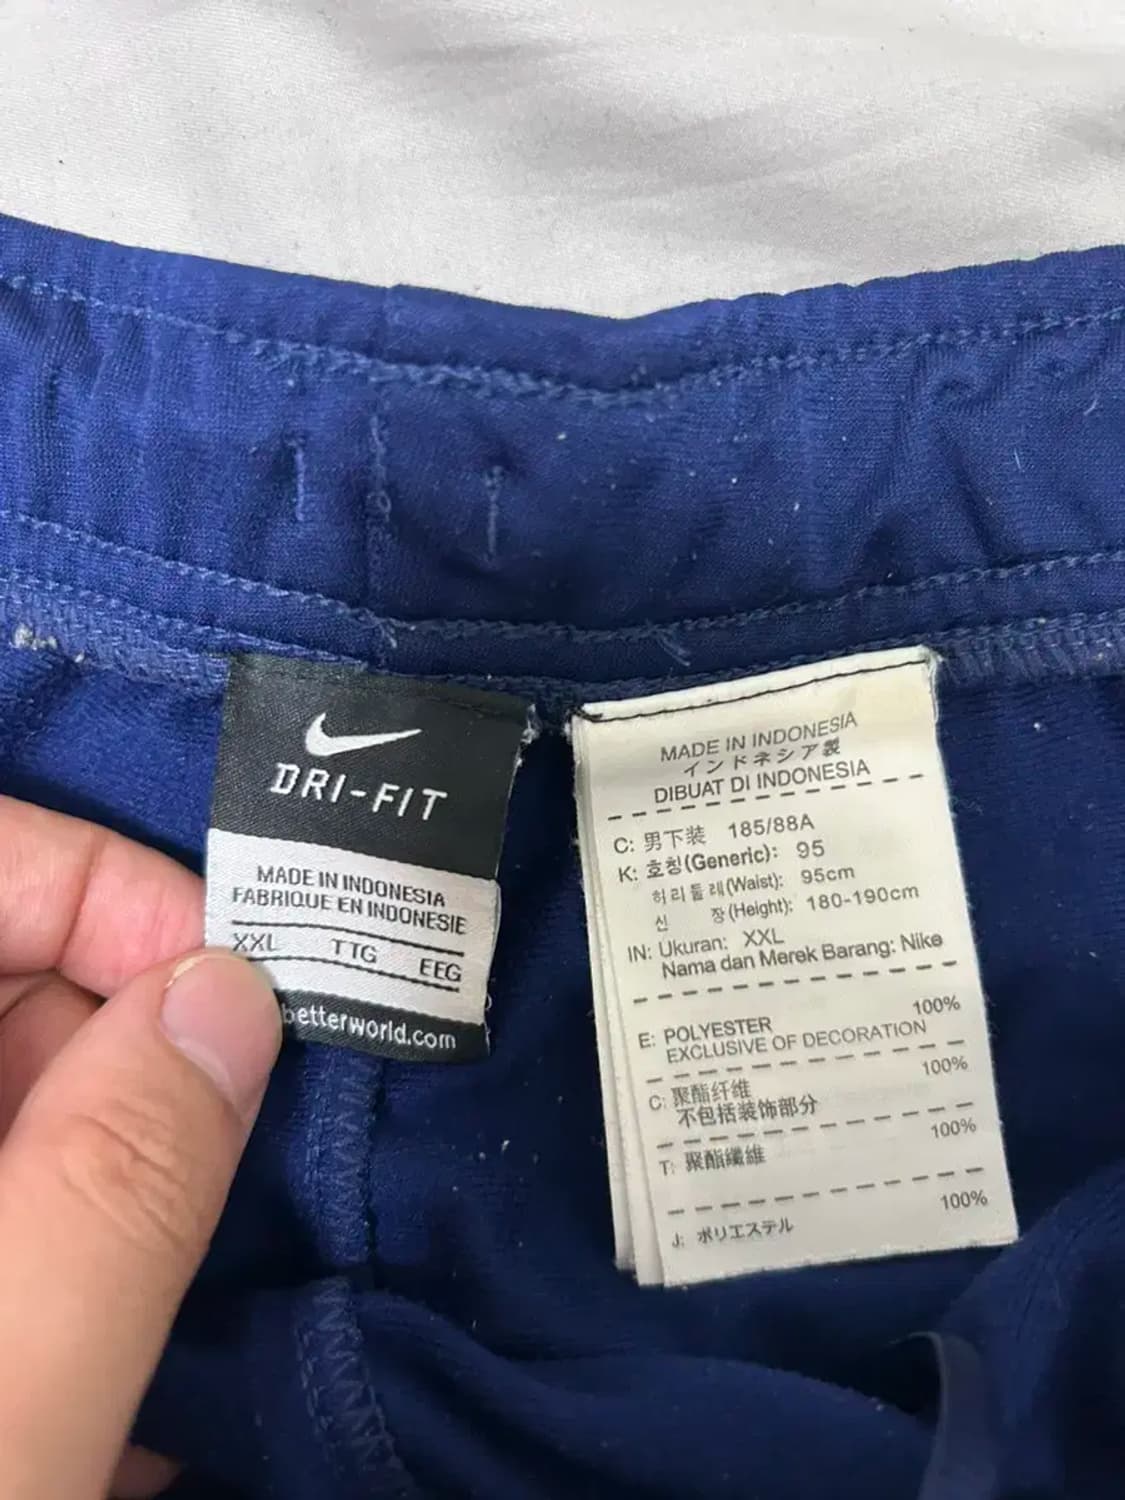 DRI-FIT
MADE IN INDONESIA
FABRIQUE EN INDONESIE
XXL TTG EEG
betterworld.com
MADE IN INDONESIA
インドネシア製
DIBUAT DI INDONESIA
C: 男下装 185/88A
K: 호칭(Generic): 95
허리둘레(Waist): 95cm
신 장(Height): 180-190cm
IN: Ukuran: XXL
Nama dan Merek Barang: Nike
100%
E: POLYESTER
EXCLUSIVE OF DECORATION
100%
C: 聚酯纤维
不包括装饰部分
100%
T: 聚酯纖維
100%
J: ポリエステル